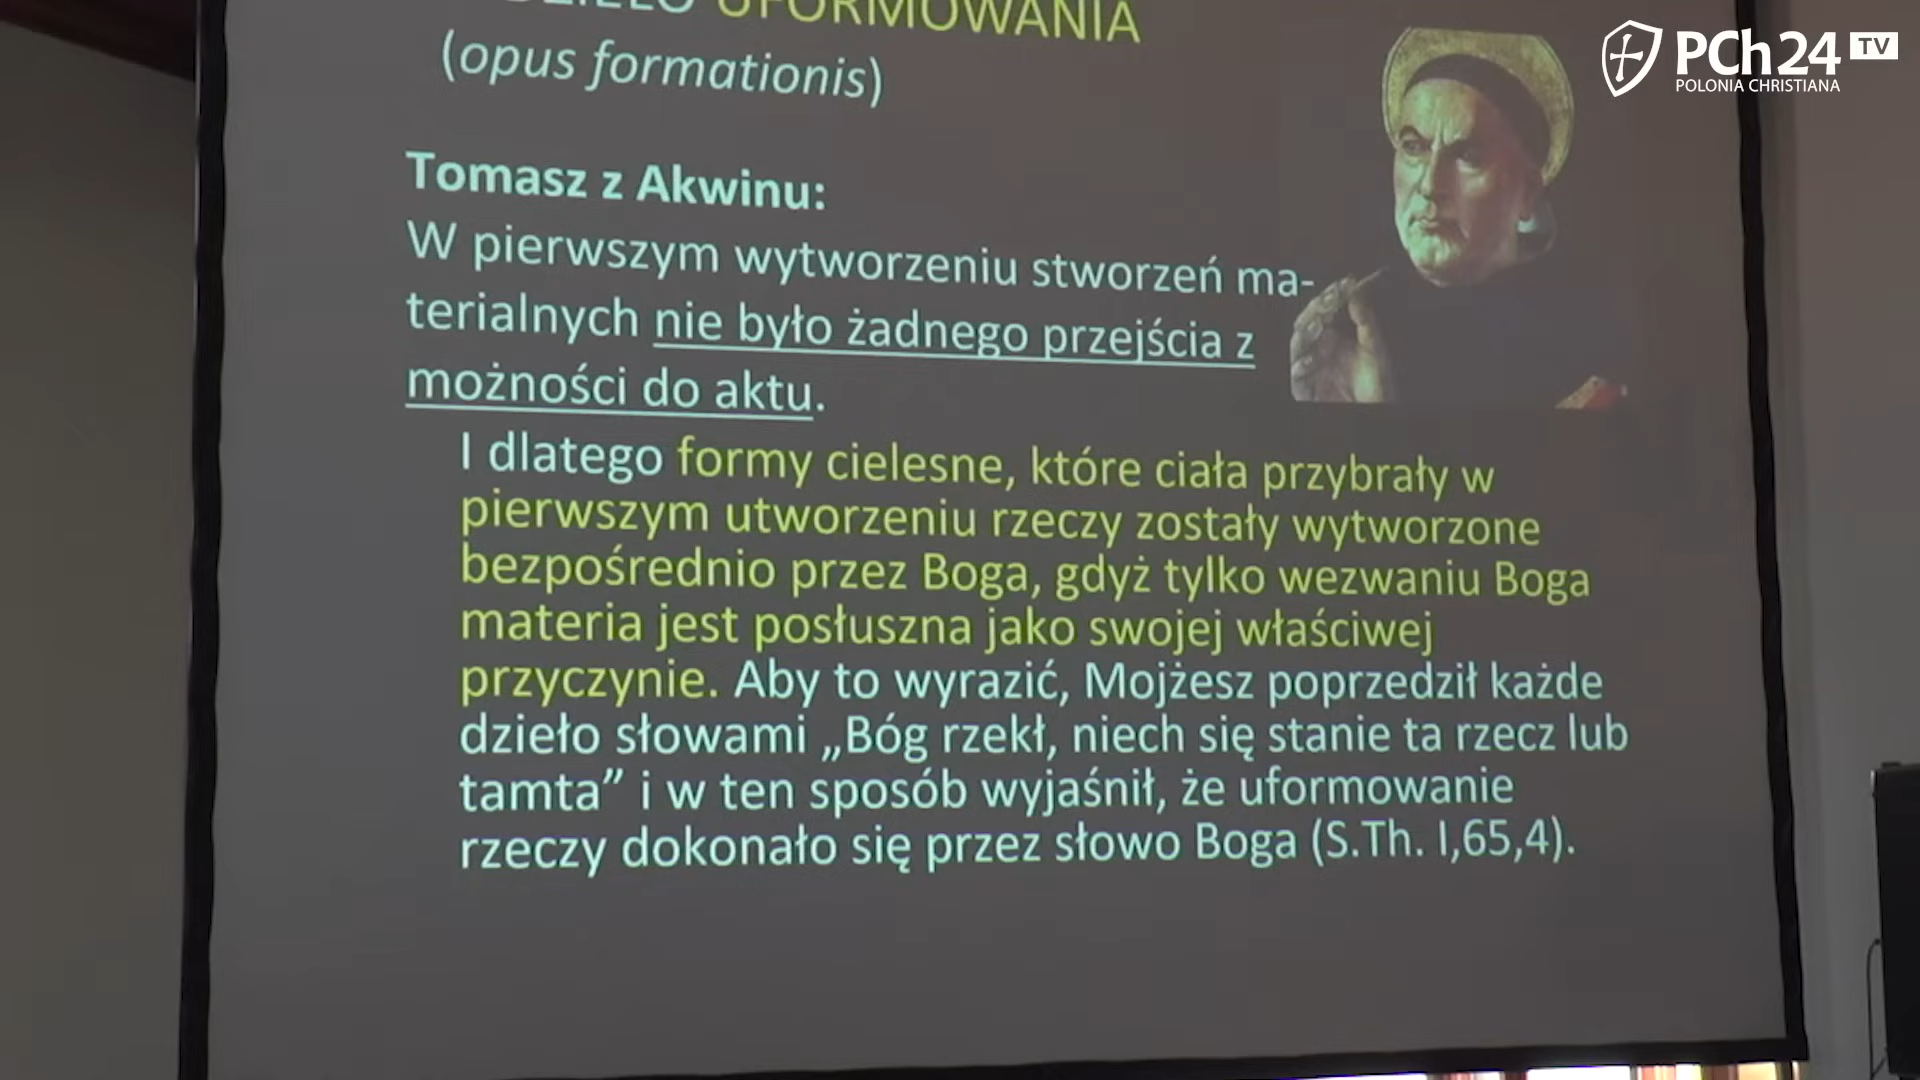 UFORMOWANIA
(opus formationis)
PCh24 TV
POLONIA CHRISTIANA
Tomasz z Akwinu:
W pierwszym wytworzeniu stworzeń ma-
terialnych nie było żadnego przejścia z
możności do aktu.
I dlatego formy cielesne, które ciała przybrały w
pierwszym utworzeniu rzeczy zostały wytworzone
bezpośrednio przez Boga, gdyż tylko wezwaniu Boga
materia jest posłuszna jako swojej właściwej
przyczynie. Aby to wyrazić, Mojżesz poprzedził każde
dzieło słowami „Bóg rzekł, niech się stanie ta rzecz lub
tamta” i w ten sposób wyjaśnił, że uformowanie
rzeczy dokonało się przez słowo Boga (S.Th. I,65,4).